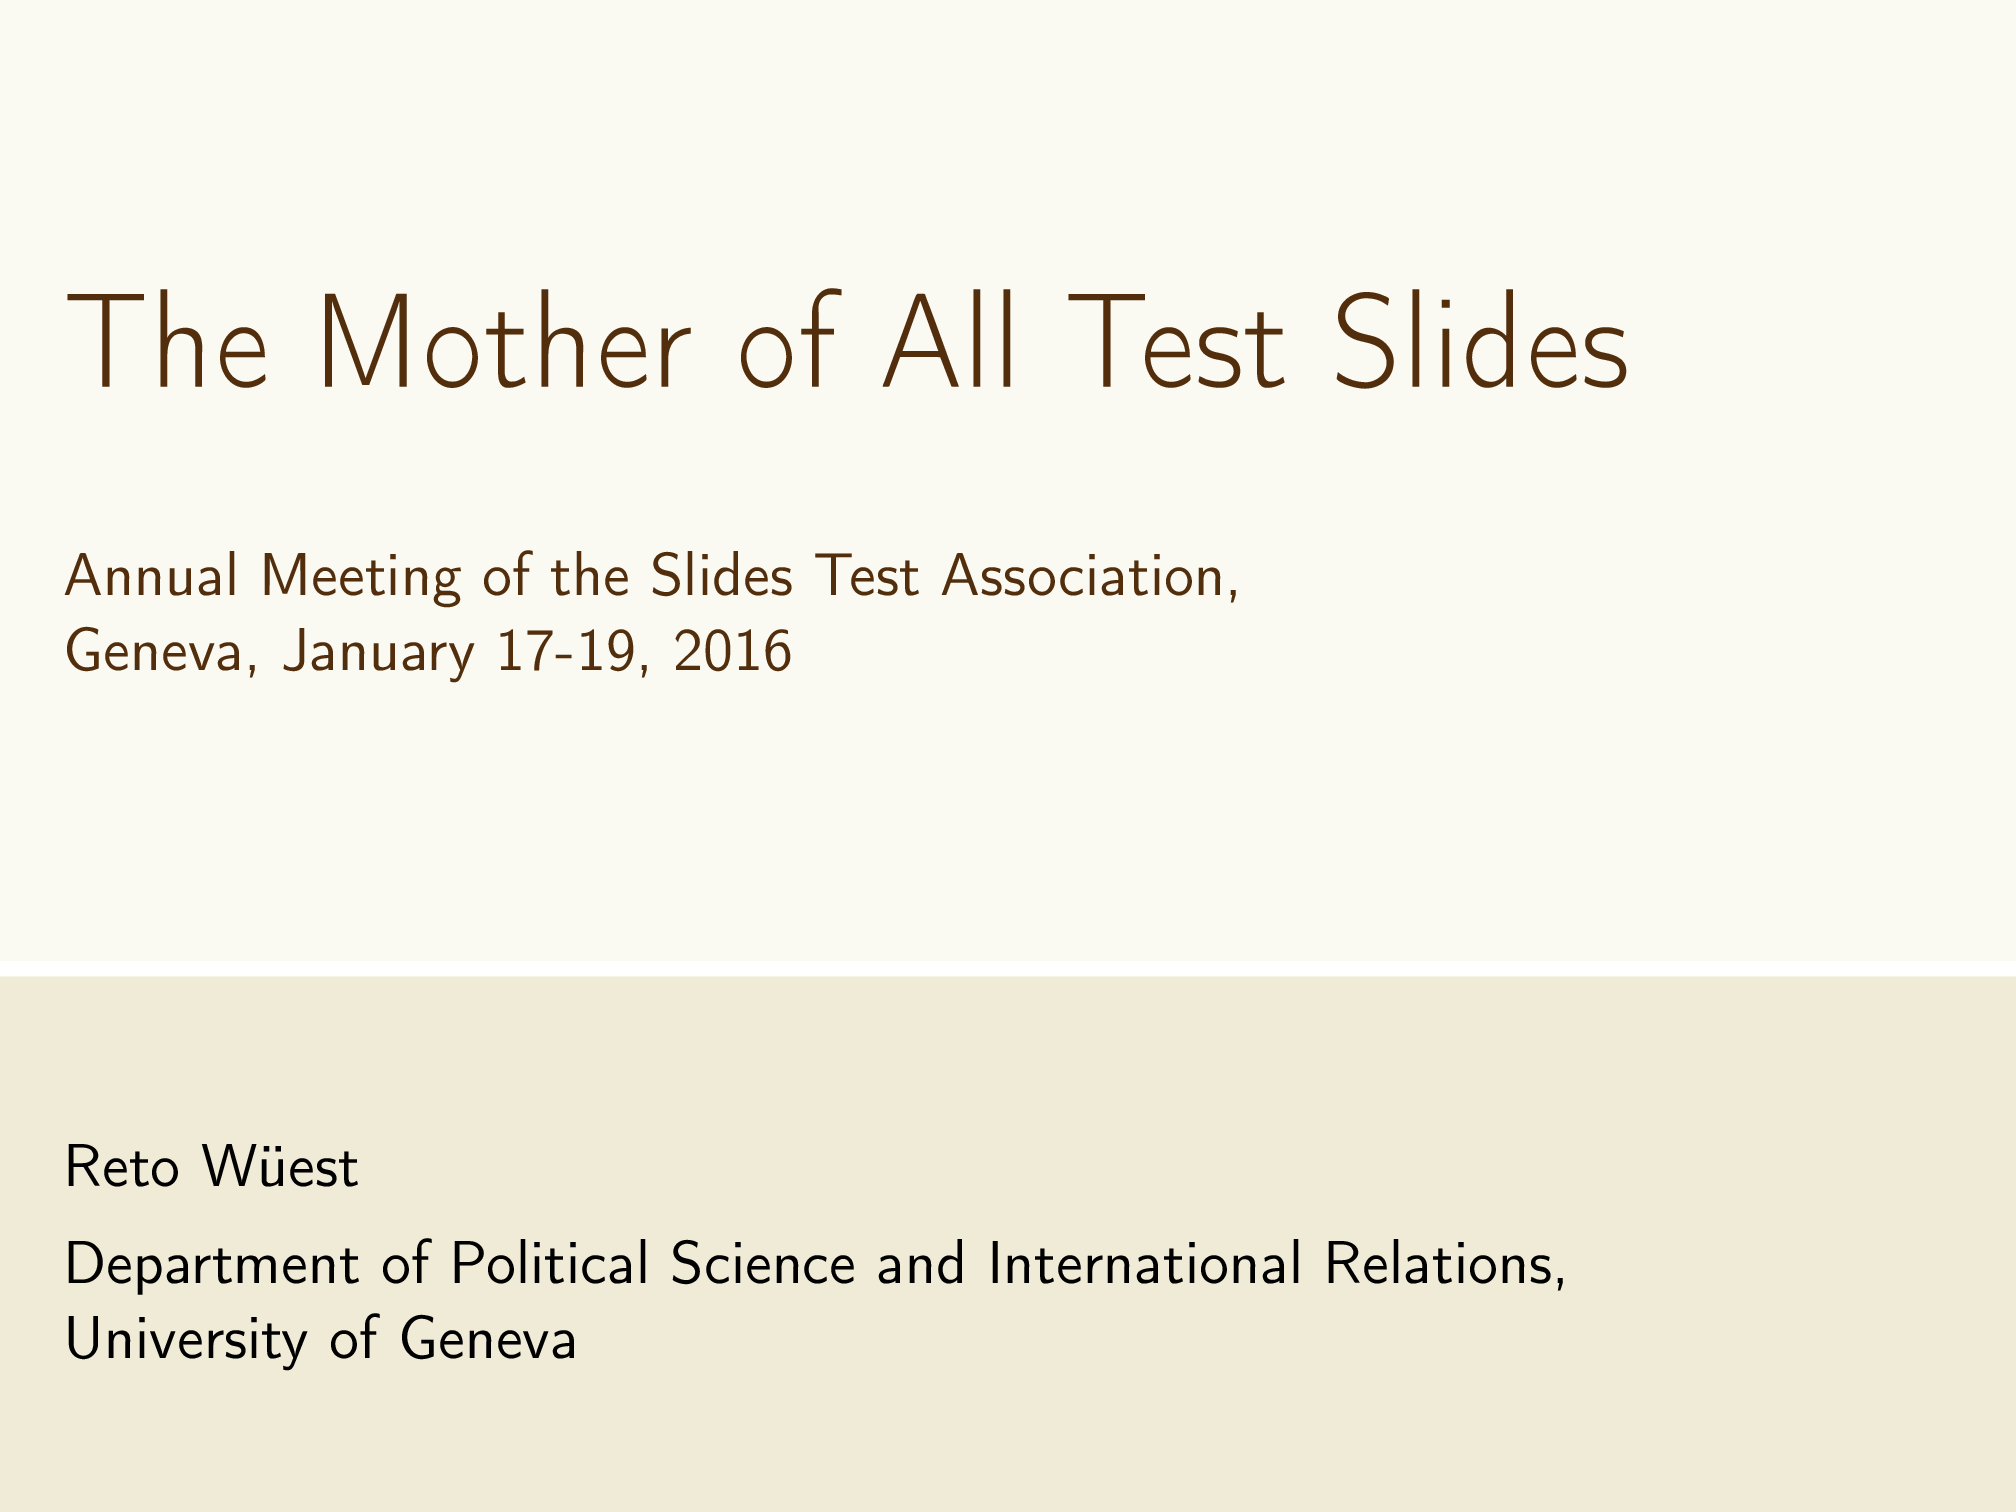 The Mother of All Test Slides
Annual Meeting of the Slides Test Association,
Geneva, January 17-19, 2016
Reto Wüest
Department of Political Science and International Relations,
University of Geneva